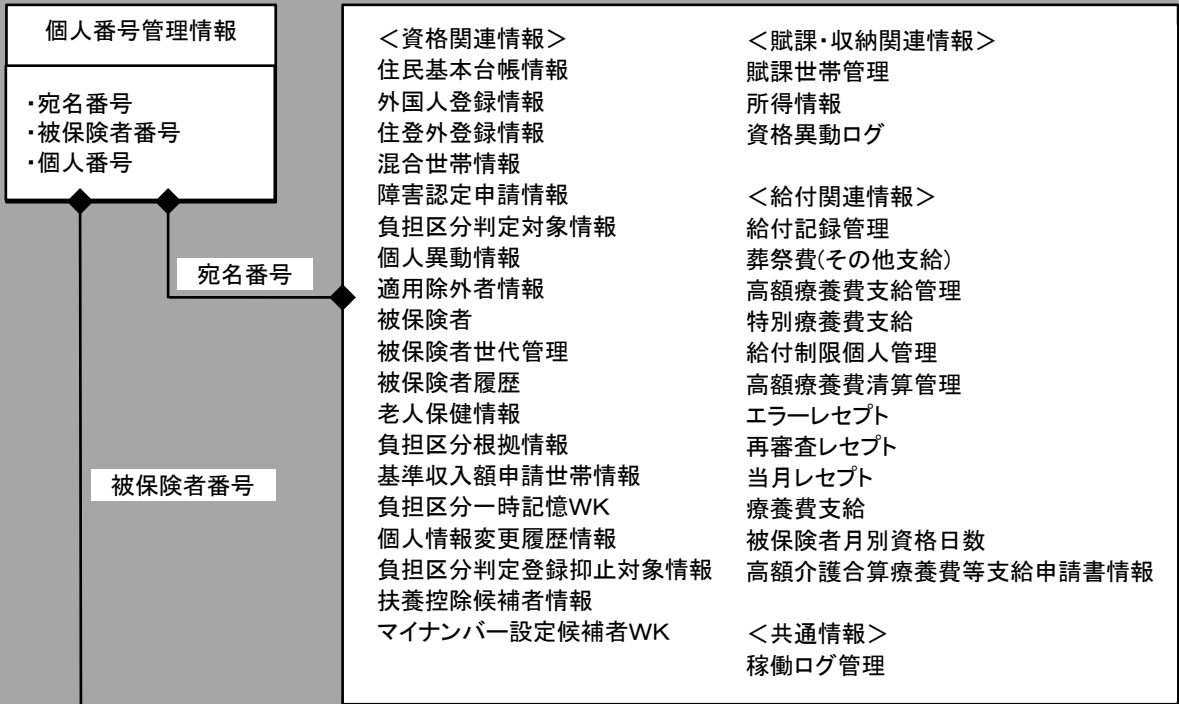 個人番号管理情報
・宛名番号
・被保険者番号
・個人番号
宛名番号
被保険者番号
＜資格関連情報＞
住民基本台帳情報
外国人登録情報
住登外登録情報
混合世帯情報
障害認定申請情報
負担区分判定対象情報
個人異動情報
適用除外者情報
被保険者
被保険者世代管理
被保険者履歴
老人保健情報
負担区分根拠情報
基準収入額申請世帯情報
負担区分一時記憶WK
個人情報変更履歴情報
負担区分判定登録抑止対象情報
扶養控除候補者情報
マイナンバー設定候補者WK
＜賦課・収納関連情報＞
賦課世帯管理
所得情報
資格異動ログ
＜給付関連情報＞
給付記録管理
葬祭費(その他支給)
高額療養費支給管理
特別療養費支給
給付制限個人管理
高額療養費清算管理
エラーレセプト
再審査レセプト
当月レセプト
療養費支給
被保険者月別資格日数
高額介護合算療養費等支給申請書情報
＜共通情報＞
稼働ログ管理